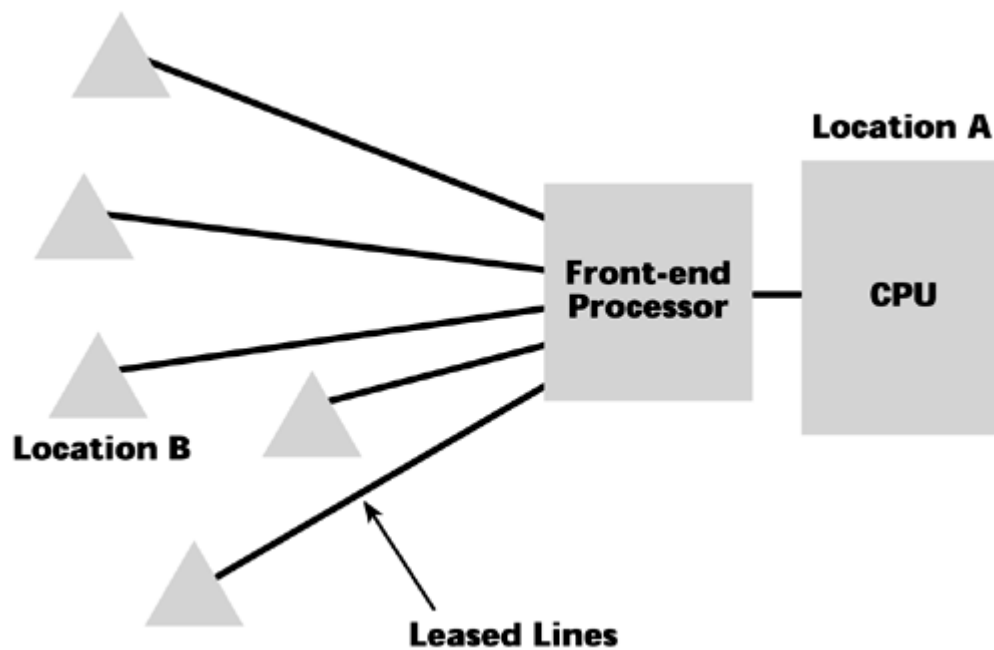 Location A
Front-end
Processor
CPU
Location B
Leased Lines